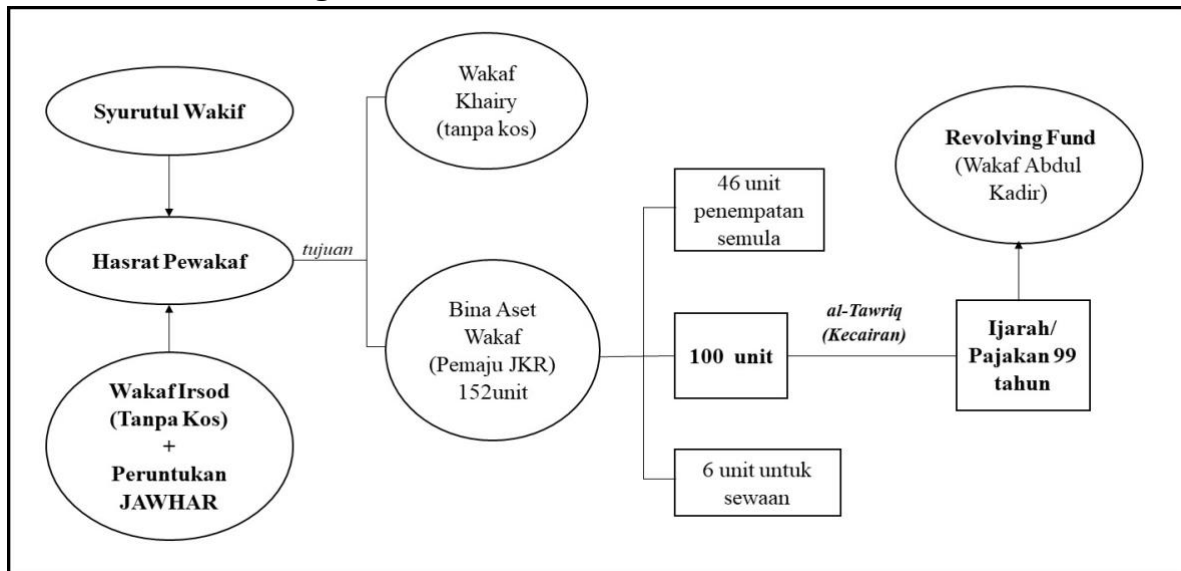 Syurutul Wakif
Hasrat Pewakaf
Wakaf Irsod
(Tanpa Kos)
+
Peruntukan
JAWHAR
tujuan
Wakaf
Khairy
(tanpa kos)
Bina Aset
Wakaf
(Pemaju JKR)
152unit
46 unit
penempatan
semula
100 unit
6 unit untuk
sewaan
al-Tawriq
(Kecairan)
Revolving Fund
(Wakaf Abdul
Kadir)
Ijarah/
Pajakan 99
tahun